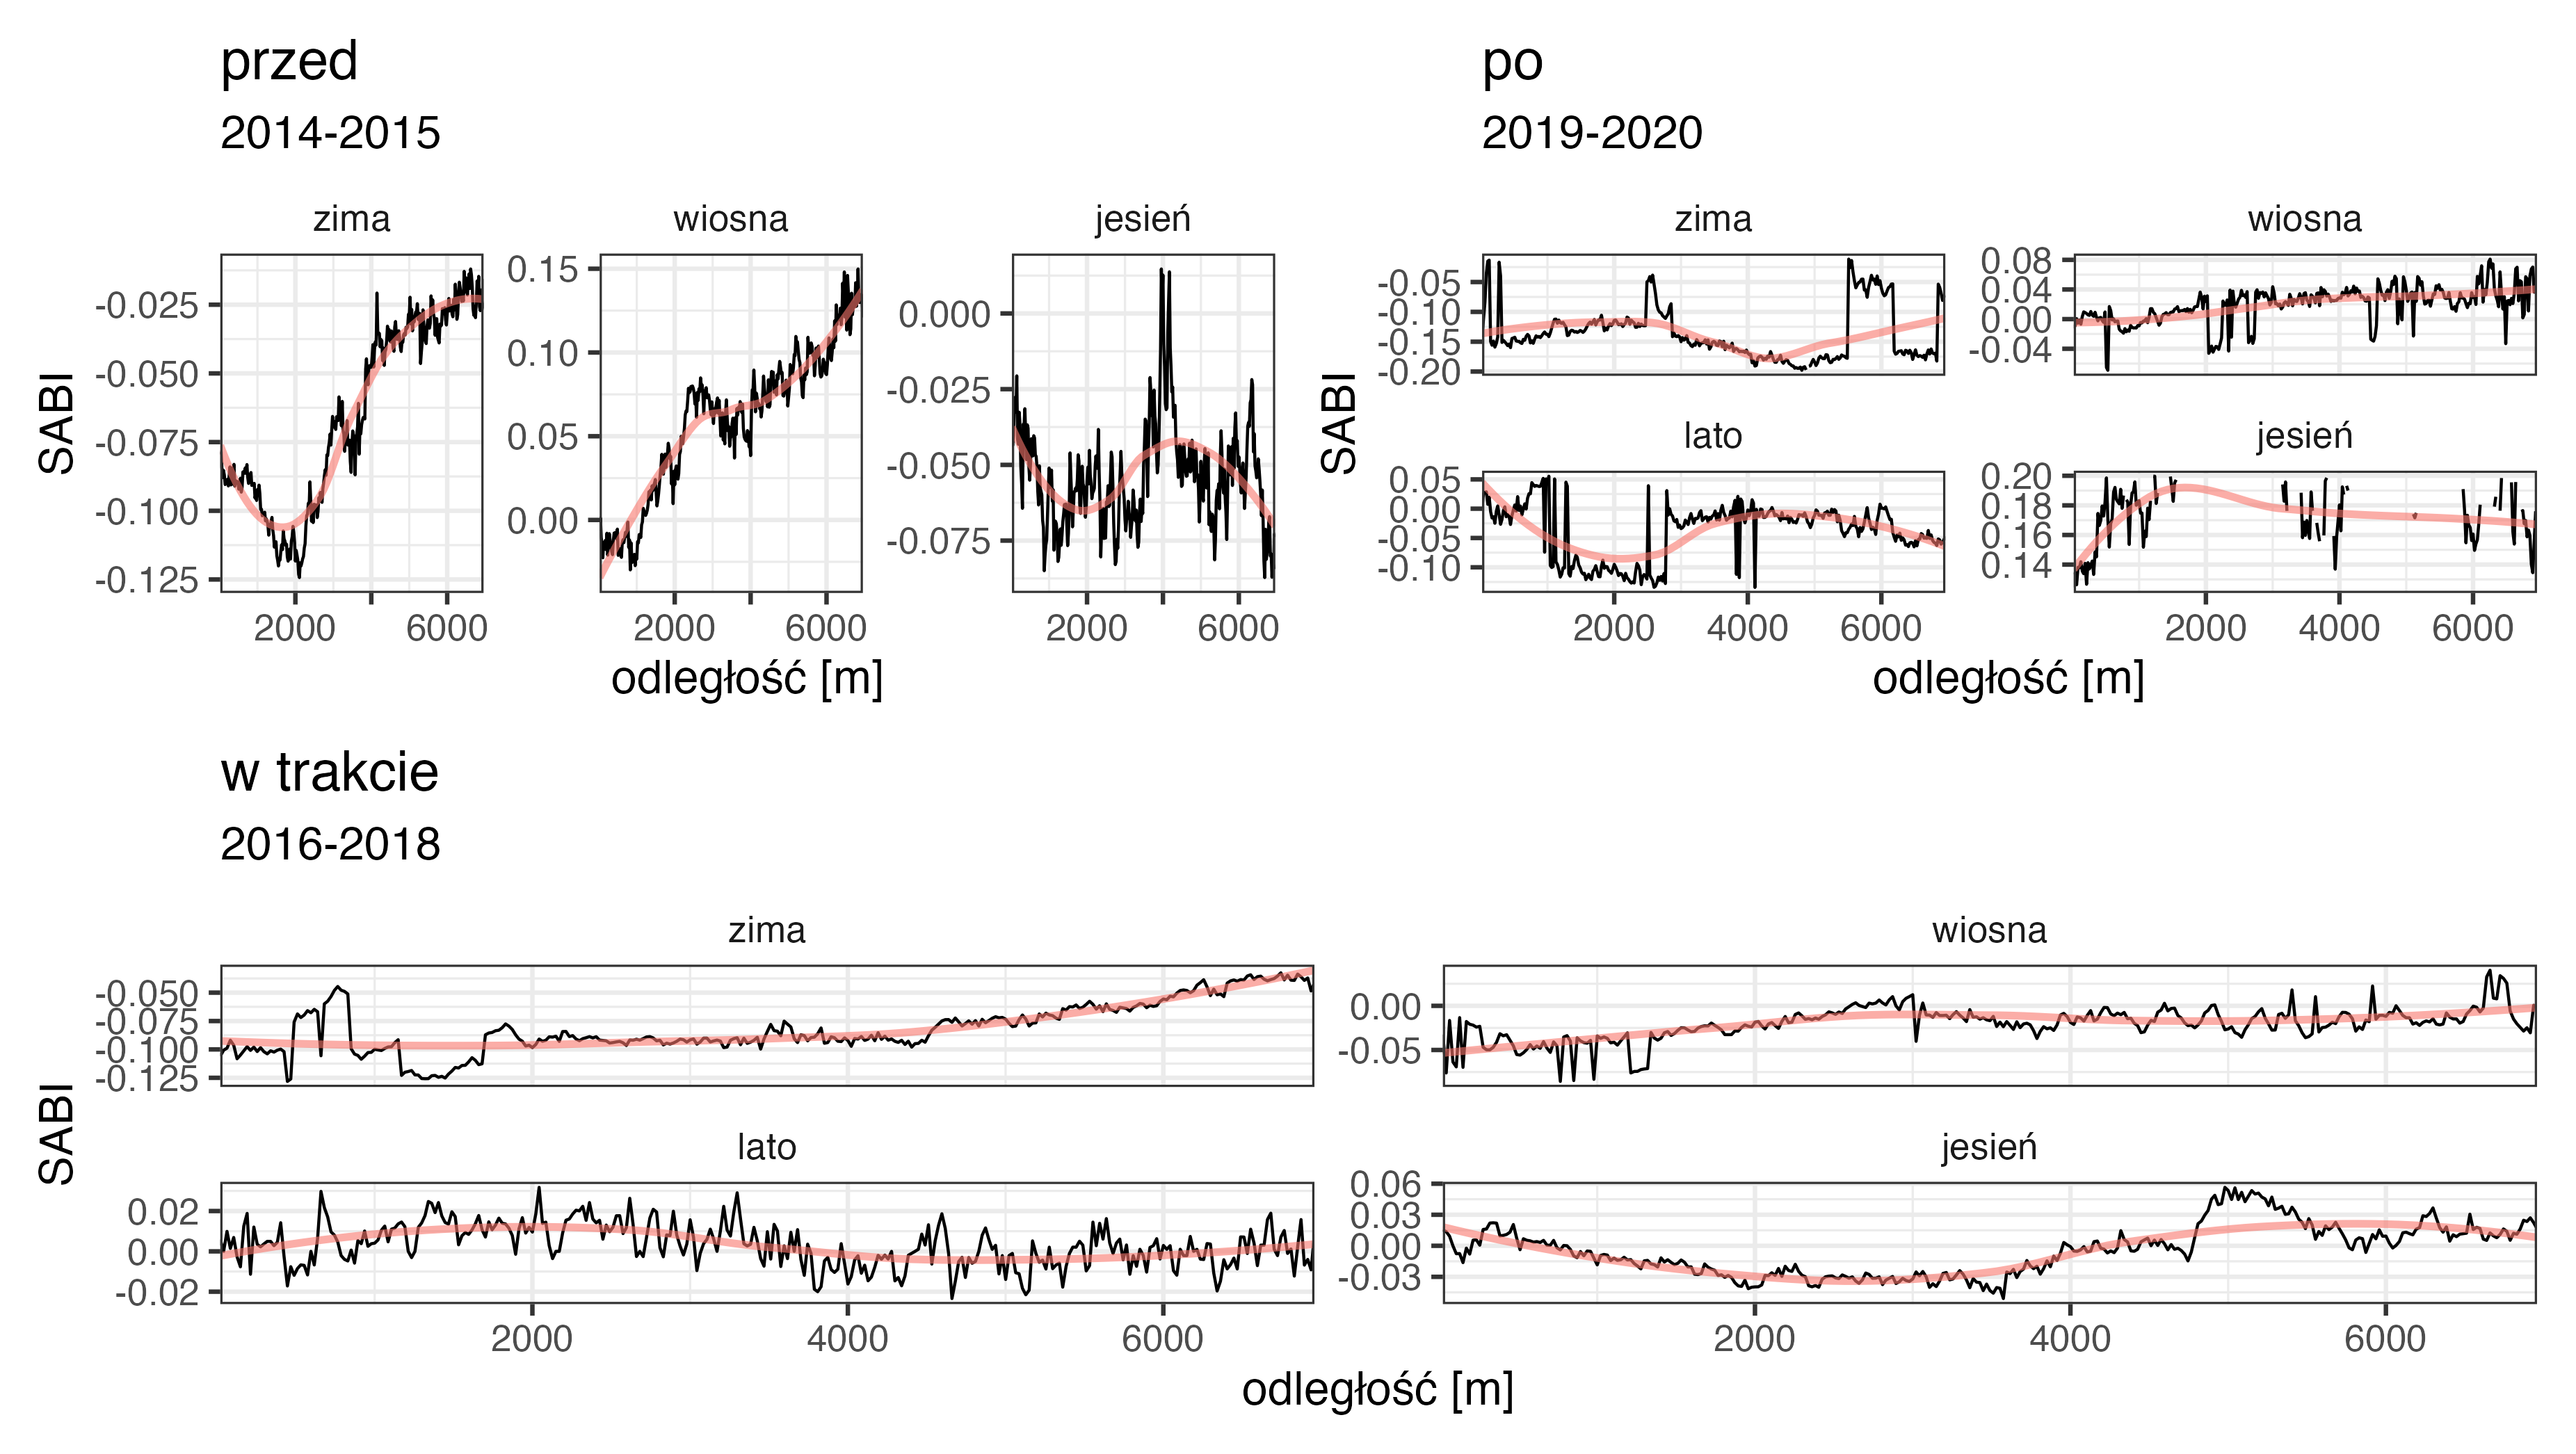 przed
2014-2015
zima
wiosna
jesień
SABI
-0.025
-0.050
-0.075
-0.100
-0.125
0.15
0.10
0.05
0.00
0.000
-0.025
-0.050
-0.075
2000 6000
2000 6000
2000 6000
odległość [m]
po
2019-2020
zima
wiosna
SABI
-0.05
-0.10
-0.15
-0.20
0.08
0.04
0.00
-0.04
lato
jesień
0.05
0.00
-0.05
-0.10
0.20
0.18
0.16
0.14
2000 4000 6000
2000 4000 6000
odległość [m]
w trakcie
2016-2018
zima
wiosna
SABI
-0.050
-0.075
-0.100
-0.125
0.00
-0.05
lato
jesień
0.02
0.00
-0.02
0.06
0.03
0.00
-0.03
2000 4000 6000
2000 4000 6000
odległość [m]